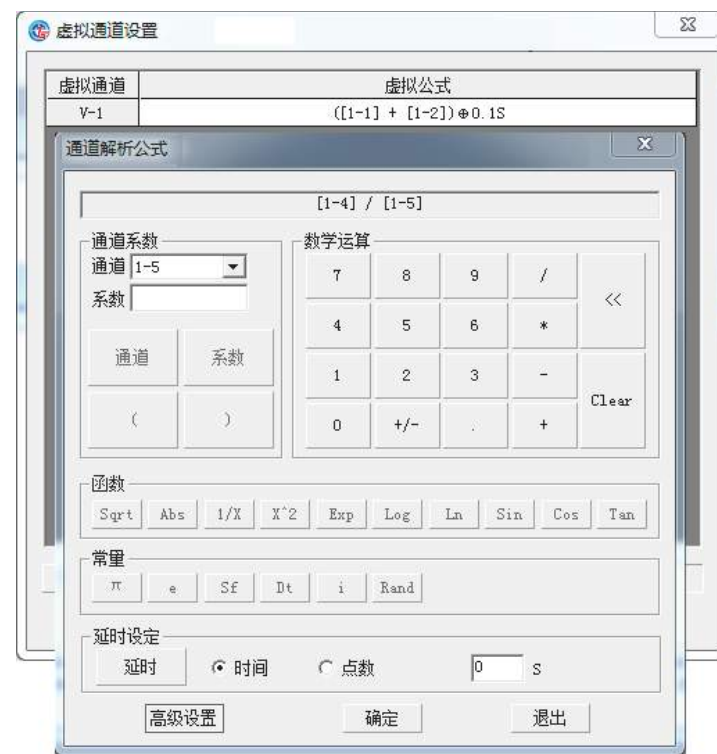 虚拟通道设置
虚拟通道 虚拟公式
V-1 ([1-1] + [1-2])⊕0.1S
通道解析公式
[1-4] / [1-5]
通道系数
通道 1-5
系数
通道 系数
( )
数学运算
7 8 9 / <<
4 5 6 *
1 2 3 - Clear
0 +/- . +
函数
Sqrt Abs 1/X X^2 Exp Log Ln Sin Cos Tan
常量
π e Sf Dt i Rand
延时设定
延时 时间 点数 0 S
高级设置 确定 退出